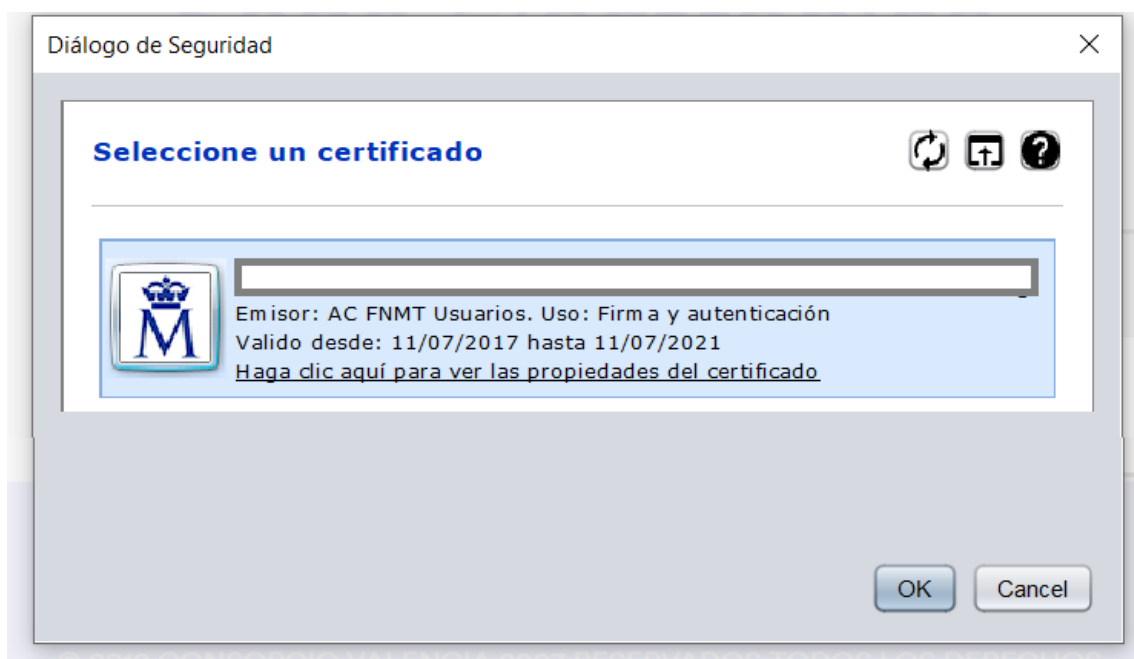 Diálogo de Seguridad
Seleccione un certificado
Emisor: AC FNMT Usuarios. Uso: Firma y autenticación
Valido desde: 11/07/2017 hasta 11/07/2021
Haga clic aquí para ver las propiedades del certificado
OK
Cancel